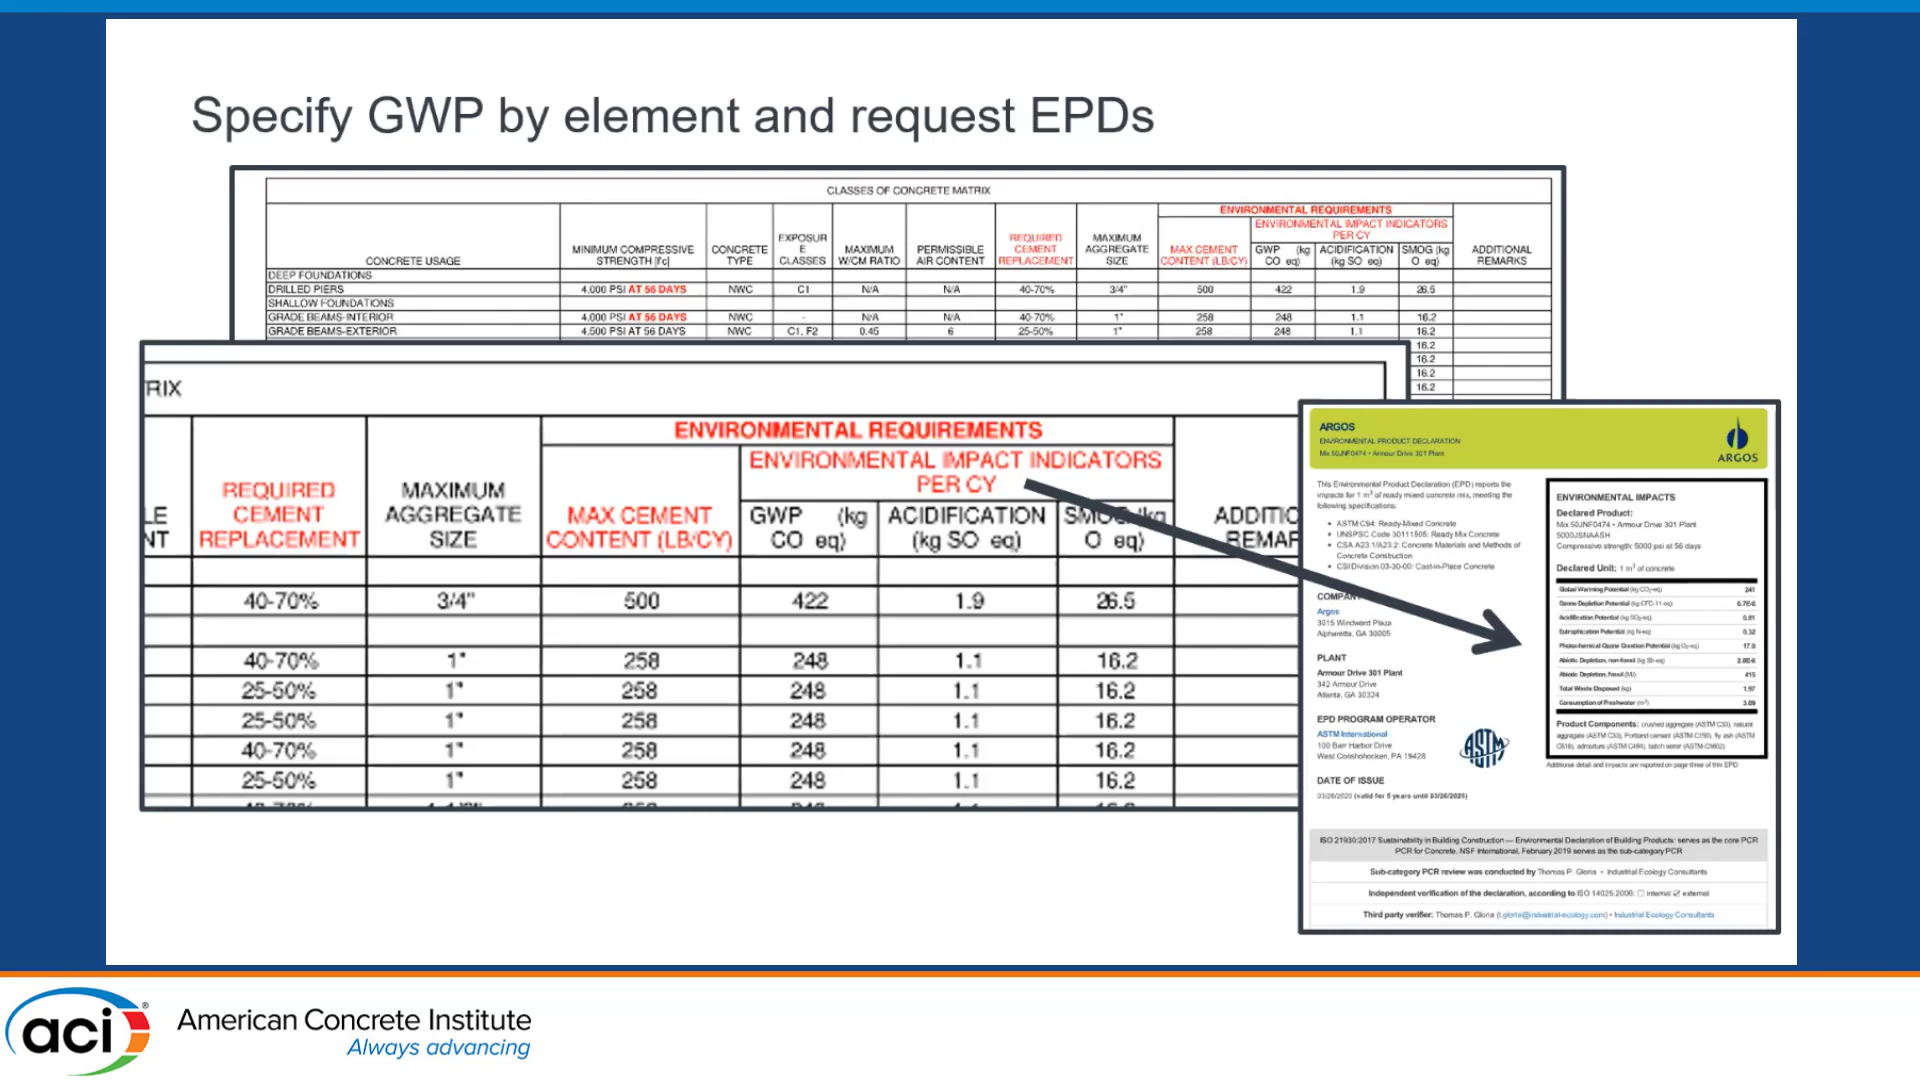 Specify GWP by element and request EPDs
CLASSES OF CONCRETE MATRIX
ENVIRONMENTAL REQUIREMENTS
ENVIRONMENTAL IMPACT INDICATORS PER CY
CONCRETE USAGE MINIMUM COMPRESSIVE STRENGTH [f'c] CONCRETE TYPE EXPOSUR E CLASSES MAXIMUM W/CM RATIO PERMISSIBLE AIR CONTENT REQUIRED CEMENT REPLACEMENT MAXIMUM AGGREGATE SIZE MAX CEMENT CONTENT (LB/CY) GWP (kg CO eq) ACIDIFICATION (kg SO eq) SMOG (kg O eq) ADDITIONAL REMARKS
DEEP FOUNDATIONS
DRILLED PIERS 4,000 PSI AT 56 DAYS NWC C1 N/A N/A 40-70% 3/4" 500 422 1.9 26.5
SHALLOW FOUNDATIONS
GRADE BEAMS-INTERIOR 4,000 PSI AT 56 DAYS NWC - N/A N/A 40-70% 1" 258 248 1.1 16.2
GRADE BEAMS-EXTERIOR 4,500 PSI AT 56 DAYS NWC C1, F2 0.45 6 25-50% 1" 258 248 1.1 16.2
16.2
16.2
16.2
16.2
RIX
ENVIRONMENTAL REQUIREMENTS
ENVIRONMENTAL IMPACT INDICATORS
PER CY
LE NT REQUIRED CEMENT REPLACEMENT MAXIMUM AGGREGATE SIZE MAX CEMENT CONTENT (LB/CY) GWP (kg CO eq) ACIDIFICATION (kg SO eq) SMOG (kg O eq) ADDITIC REMAR
40-70% 3/4" 500 422 1.9 26.5
40-70% 1" 258 248 1.1 16.2
25-50% 1" 258 248 1.1 16.2
25-50% 1" 258 248 1.1 16.2
40-70% 1" 258 248 1.1 16.2
25-50% 1" 258 248 1.1 16.2
ARGOS
ENVIRONMENTAL PRODUCT DECLARATION
Mix 50JNF0474 • Armour Drive 301 Plant
ARGOS
This Environmental Product Declaration (EPD) reports the
impacts for 1 m³ of ready mixed concrete mix, meeting the
following specifications:
• ASTM C94: Ready-Mixed Concrete
• UNSPSC Code 30111505: Ready Mix Concrete
• CSA A23.1/A23.2: Concrete Materials and Methods of
Concrete Construction
• CSI Division 03-30-00: Cast-in-Place Concrete
COMPAN
Argos
3015 Windward Plaza
Alpharetta, GA 30005
PLANT
Armour Drive 301 Plant
342 Armour Drive
Atlanta, GA 30324
EPD PROGRAM OPERATOR
ASTM International
100 Barr Harbor Drive
West Conshohocken, PA 19428
ASTM
DATE OF ISSUE
03/26/2020 (valid for 5 years until 03/26/2025)
ENVIRONMENTAL IMPACTS
Declared Product:
Mix 50JNF0474 • Armour Drive 301 Plant
5000JSNAASH
Compressive strength: 5000 psi at 56 days
Declared Unit: 1 m³ of concrete
Global Warming Potential (kg CO₂-eq) 241
Ozone Depletion Potential (kg CFC-11-eq) 6.7E-6
Acidification Potential (kg SO₂-eq) 0.81
Eutrophication Potential (kg N-eq) 0.32
Photochemical Ozone Creation Potential (kg O₃-eq) 17.9
Abiotic Depletion, non-fossil (kg Sb-eq)
Abiotic Depletion, fossil (MJ) 415
Total Waste Disposed (kg) 1.97
Consumption of Freshwater (m³) 3.09
Product Components: crushed aggregate (ASTM C33), natural
aggregate (ASTM C33), Portland cement (ASTM C150), fly ash (ASTM
C618), admixture (ASTM C494), batch water (ASTM C1602)
Additional detail and impacts are reported on page three of this EPD
ISO 21930:2017 Sustainability in Building Construction — Environmental Declaration of Building Products: serves as the core PCR
PCR for Concrete, NSF International, February 2019 serves as the sub-category PCR
Sub-category PCR review was conducted by Thomas P. Gloria • Industrial Ecology Consultants
Independent verification of the declaration, according to ISO 14025:2006: ☐ internal ☑ external
Third party verifier: Thomas P. Gloria (t.gloria@industrial-ecology.com) • Industrial Ecology Consultants
aci®
American Concrete Institute
Always advancing